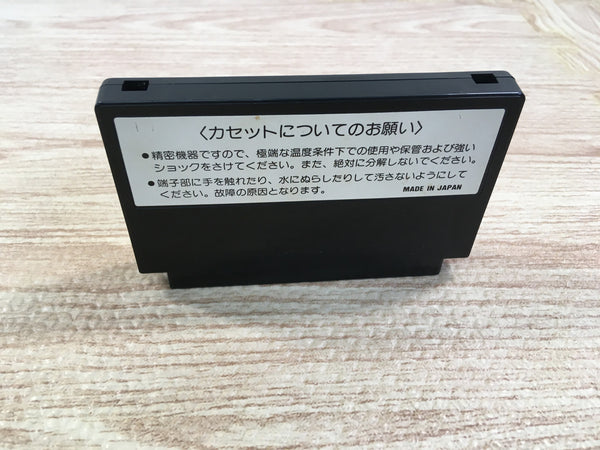 〈カセットについてのお願い〉
●精密機器ですので、極端な温度条件下での使用や保管および強い
ショックをさけてください。また、絶対に分解しないでください。
●端子部に手を触れたり、水にぬらしたりして汚さないようにして
ください。故障の原因となります。
MADE IN JAPAN